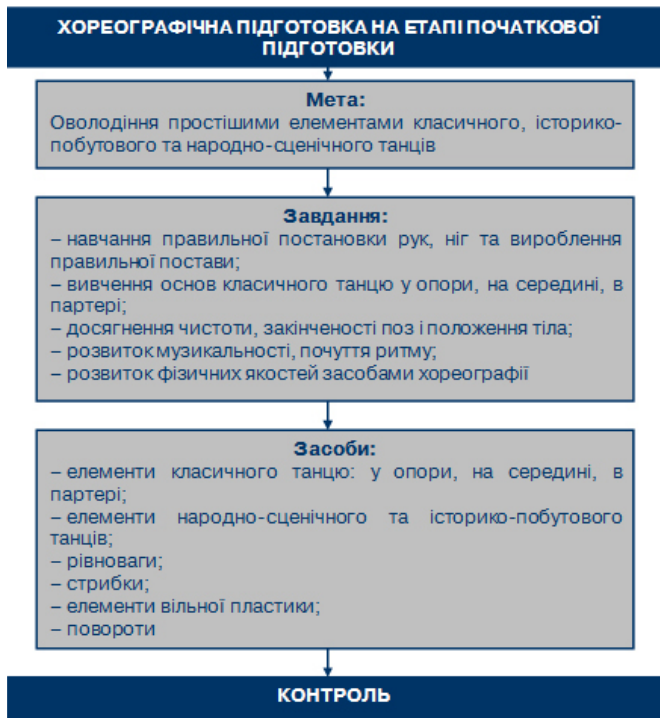 ХОРЕОГРАФІЧНА ПІДГОТОВКА НА ЕТАПІ ПОЧАТКОВОЇ
ПІДГОТОВКИ
Мета:
Оволодіння простішими елементами класичного, історико-
побутового та народно-сценічного танців
Завдання:
– навчання правильної постановки рук, ніг та вироблення
правильної постави;
– вивчення основ класичного танцю у опори, на середині, в
партері;
– досягнення чистоти, закінченості поз і положення тіла;
– розвиток музикальності, почуття ритму;
– розвиток фізичних якостей засобами хореографії
Засоби:
– елементи класичного танцю: у опори, на середині, в
партері;
– елементи народно-сценічного та історико-побутового
танців;
– рівноваги;
– стрибки;
– елементи вільної пластики;
– повороти
КОНТРОЛЬ